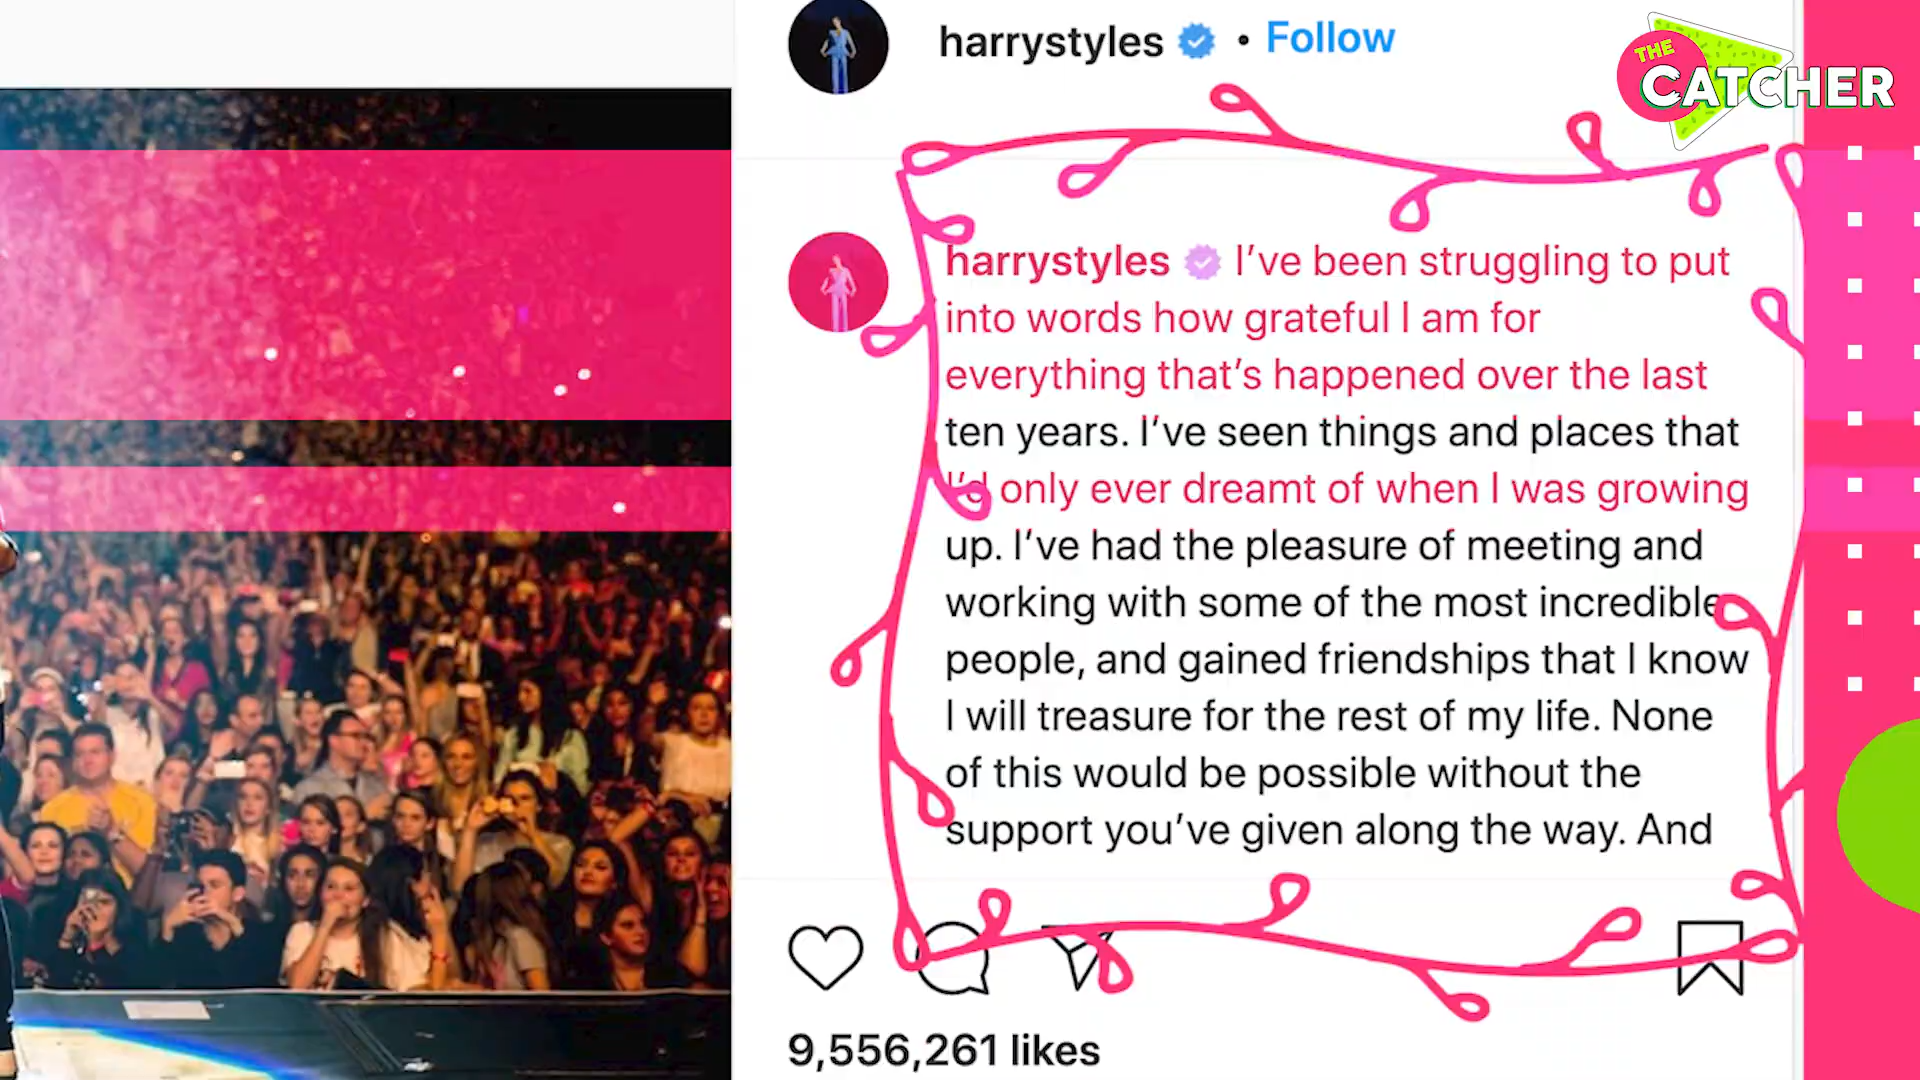 harrystyles • Follow
THE
CATCHER
harrystyles I’ve been struggling to put
into words how grateful I am for
everything that’s happened over the last
ten years. I’ve seen things and places that
I’d only ever dreamt of when I was growing
up. I’ve had the pleasure of meeting and
working with some of the most incredible
people, and gained friendships that I know
I will treasure for the rest of my life. None
of this would be possible without the
support you’ve given along the way. And
9,556,261 likes